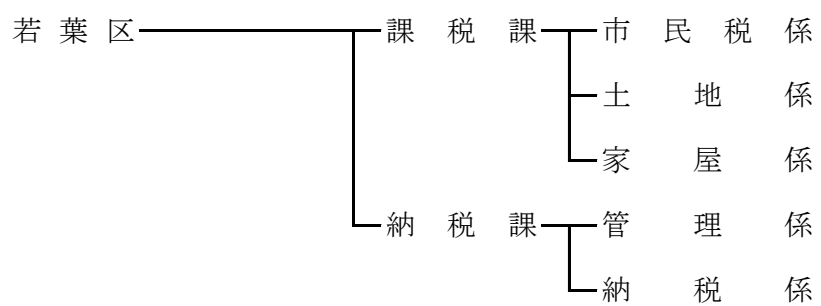 若葉区 課税課 市民税係
土地係
家屋係
納税課 管理係
納税係